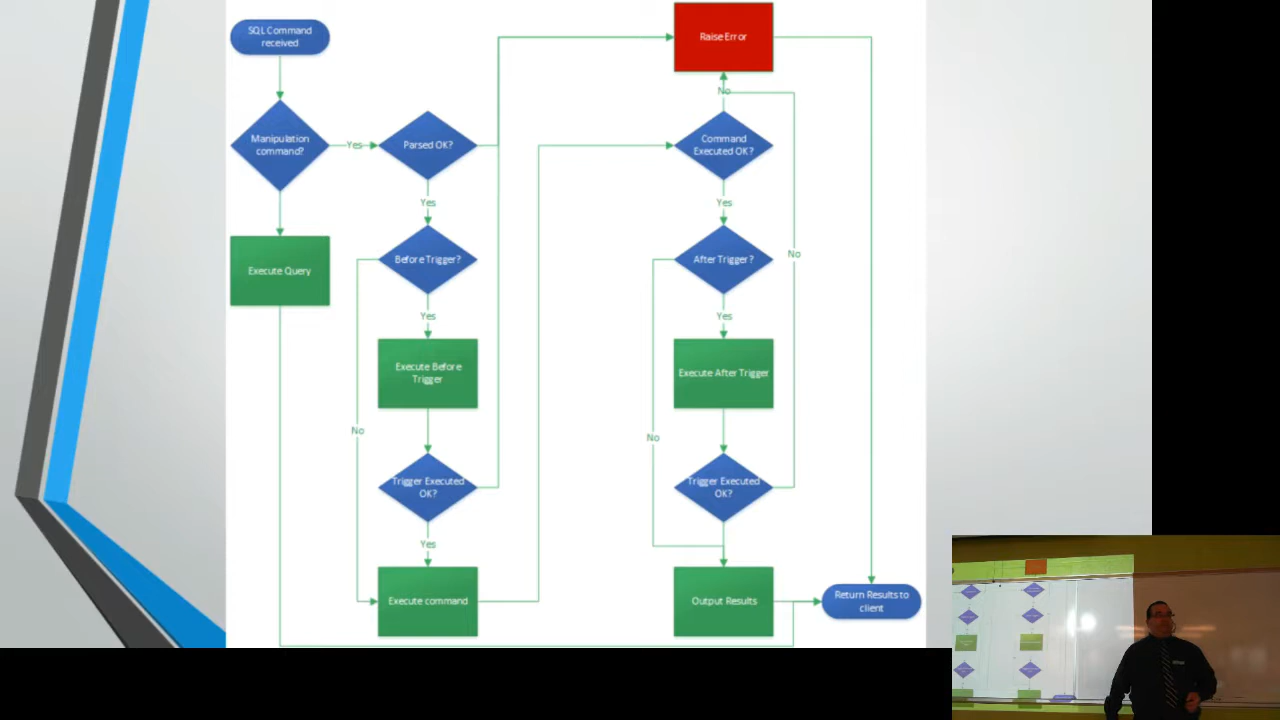 SQL Command
received
Manipulation
command?
Yes
Parsed OK?
Execute Query
Yes
Before Trigger?
Yes
Execute Before
Trigger
No
Trigger Executed
OK?
Yes
Execute command
Raise Error
No
Command
Executed OK?
Yes
After Trigger?
No
Yes
Execute After Trigger
No
Trigger Executed
OK?
Output Results
Return Results to
client